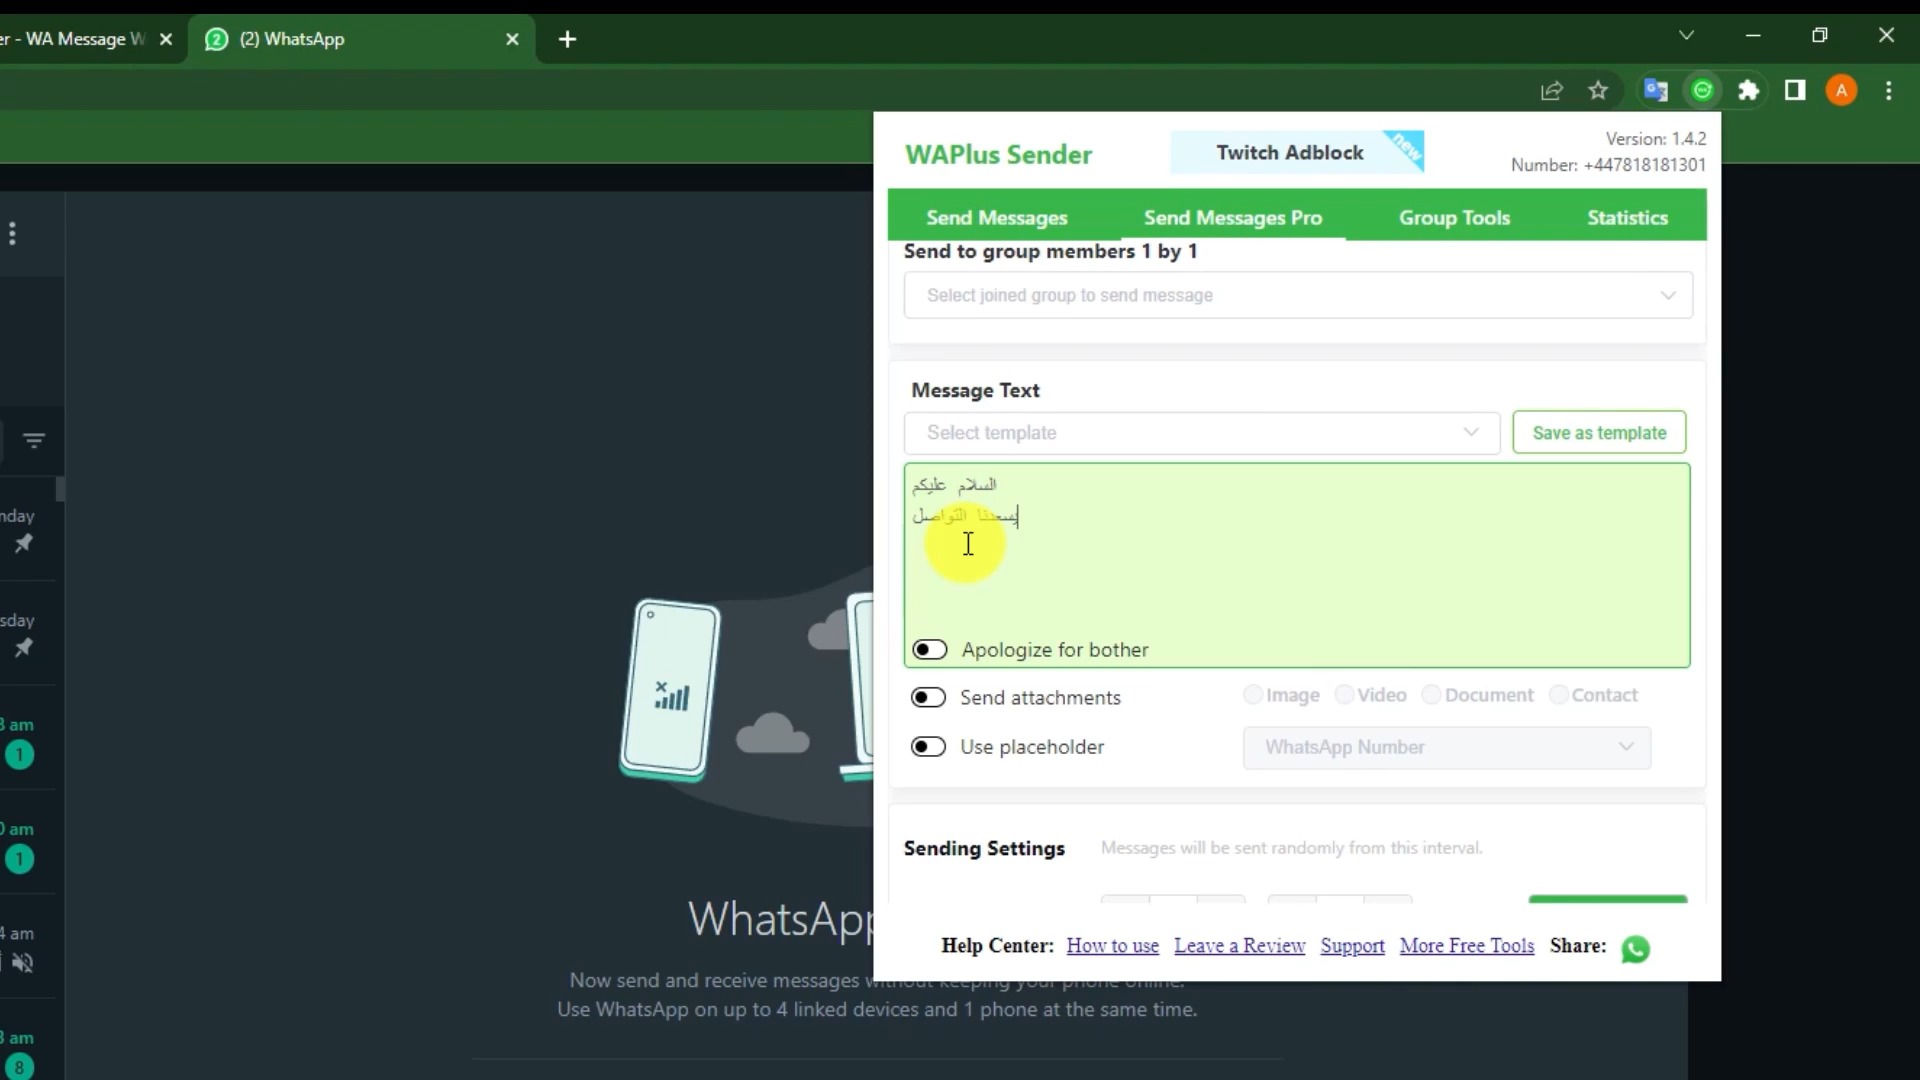 er - WA Message W
(2) WhatsApp
A
WAPlus Sender
Twitch Adblock
new
Version: 1.4.2
Number: +447818181301
Send Messages
Send Messages Pro
Group Tools
Statistics
Send to group members 1 by 1
Select joined group to send message
Message Text
Select template
Save as template
السلام عليكم
يسعدنا التواصل
Apologize for bother
Send attachments
Image
Video
Document
Contact
Use placeholder
WhatsApp Number
Sending Settings
Messages will be sent randomly from this interval.
Help Center:
How to use
Leave a Review
Support
More Free Tools
Share:
nday
sday
8 am
1
0 am
1
4 am
8 am
8
WhatsApp
Now send and receive messages without keeping your phone online.
Use WhatsApp on up to 4 linked devices and 1 phone at the same time.